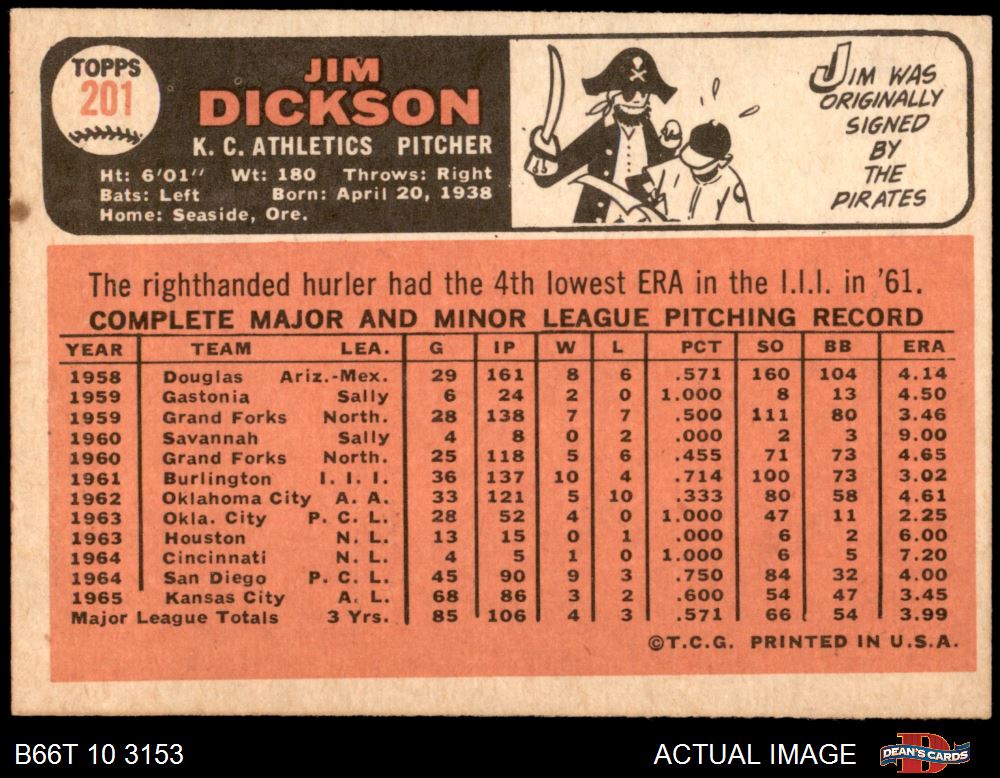 TOPPS
201
JIM
DICKSON
K. C. ATHLETICS PITCHER
Ht: 6'01" Wt: 180 Throws: Right
Bats: Left Born: April 20, 1938
Home: Seaside, Ore.
JIM WAS
ORIGINALLY
SIGNED
BY
THE
PIRATES
The righthanded hurler had the 4th lowest ERA in the I.I.I. in '61.
COMPLETE MAJOR AND MINOR LEAGUE PITCHING RECORD
YEAR TEAM LEA. G IP W L PCT SO BB ERA
1958 Douglas Ariz.-Mex. 29 161 8 6 .571 160 104 4.14
1959 Gastonia Sally 6 24 2 0 1.000 8 13 4.50
1959 Grand Forks North. 28 138 7 7 .500 111 80 3.46
1960 Savannah Sally 4 8 0 2 .000 2 3 9.00
1960 Grand Forks North. 25 118 5 6 .455 71 73 4.65
1961 Burlington I. I. I. 36 137 10 4 .714 100 73 3.02
1962 Oklahoma City A. A. 33 121 5 10 .333 80 58 4.61
1963 Okla. City P. C. L. 28 52 4 0 1.000 47 11 2.25
1963 Houston N. L. 13 15 0 1 .000 6 2 6.00
1964 Cincinnati N. L. 4 5 1 0 1.000 6 5 7.20
1964 San Diego P. C. L. 45 90 9 3 .750 84 32 4.00
1965 Kansas City A. L. 68 86 3 2 .600 54 47 3.45
Major League Totals 3 Yrs. 85 106 4 3 .571 66 54 3.99
©T.C.G. PRINTED IN U.S.A.
B66T 10 3153
ACTUAL IMAGE
DEAN'S CARDS